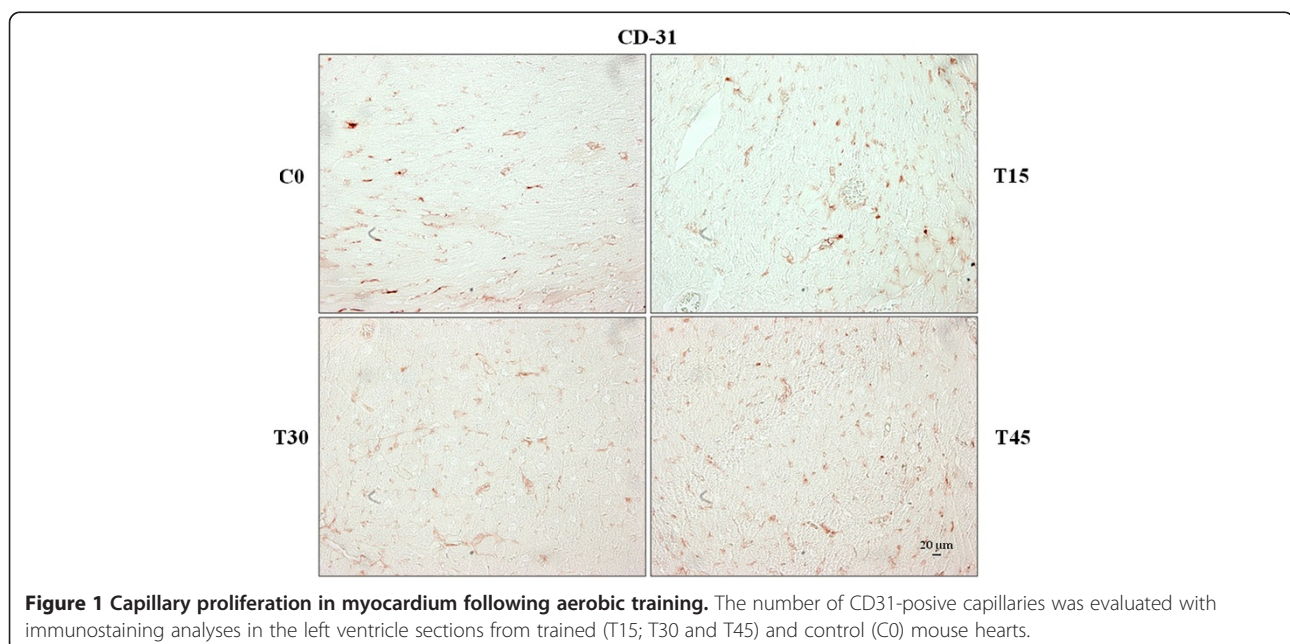 CD-31
C0
T15
T30
T45
20 µm
Figure 1 Capillary proliferation in myocardium following aerobic training. The number of CD31-posive capillaries was evaluated with
immunostaining analyses in the left ventricle sections from trained (T15; T30 and T45) and control (C0) mouse hearts.